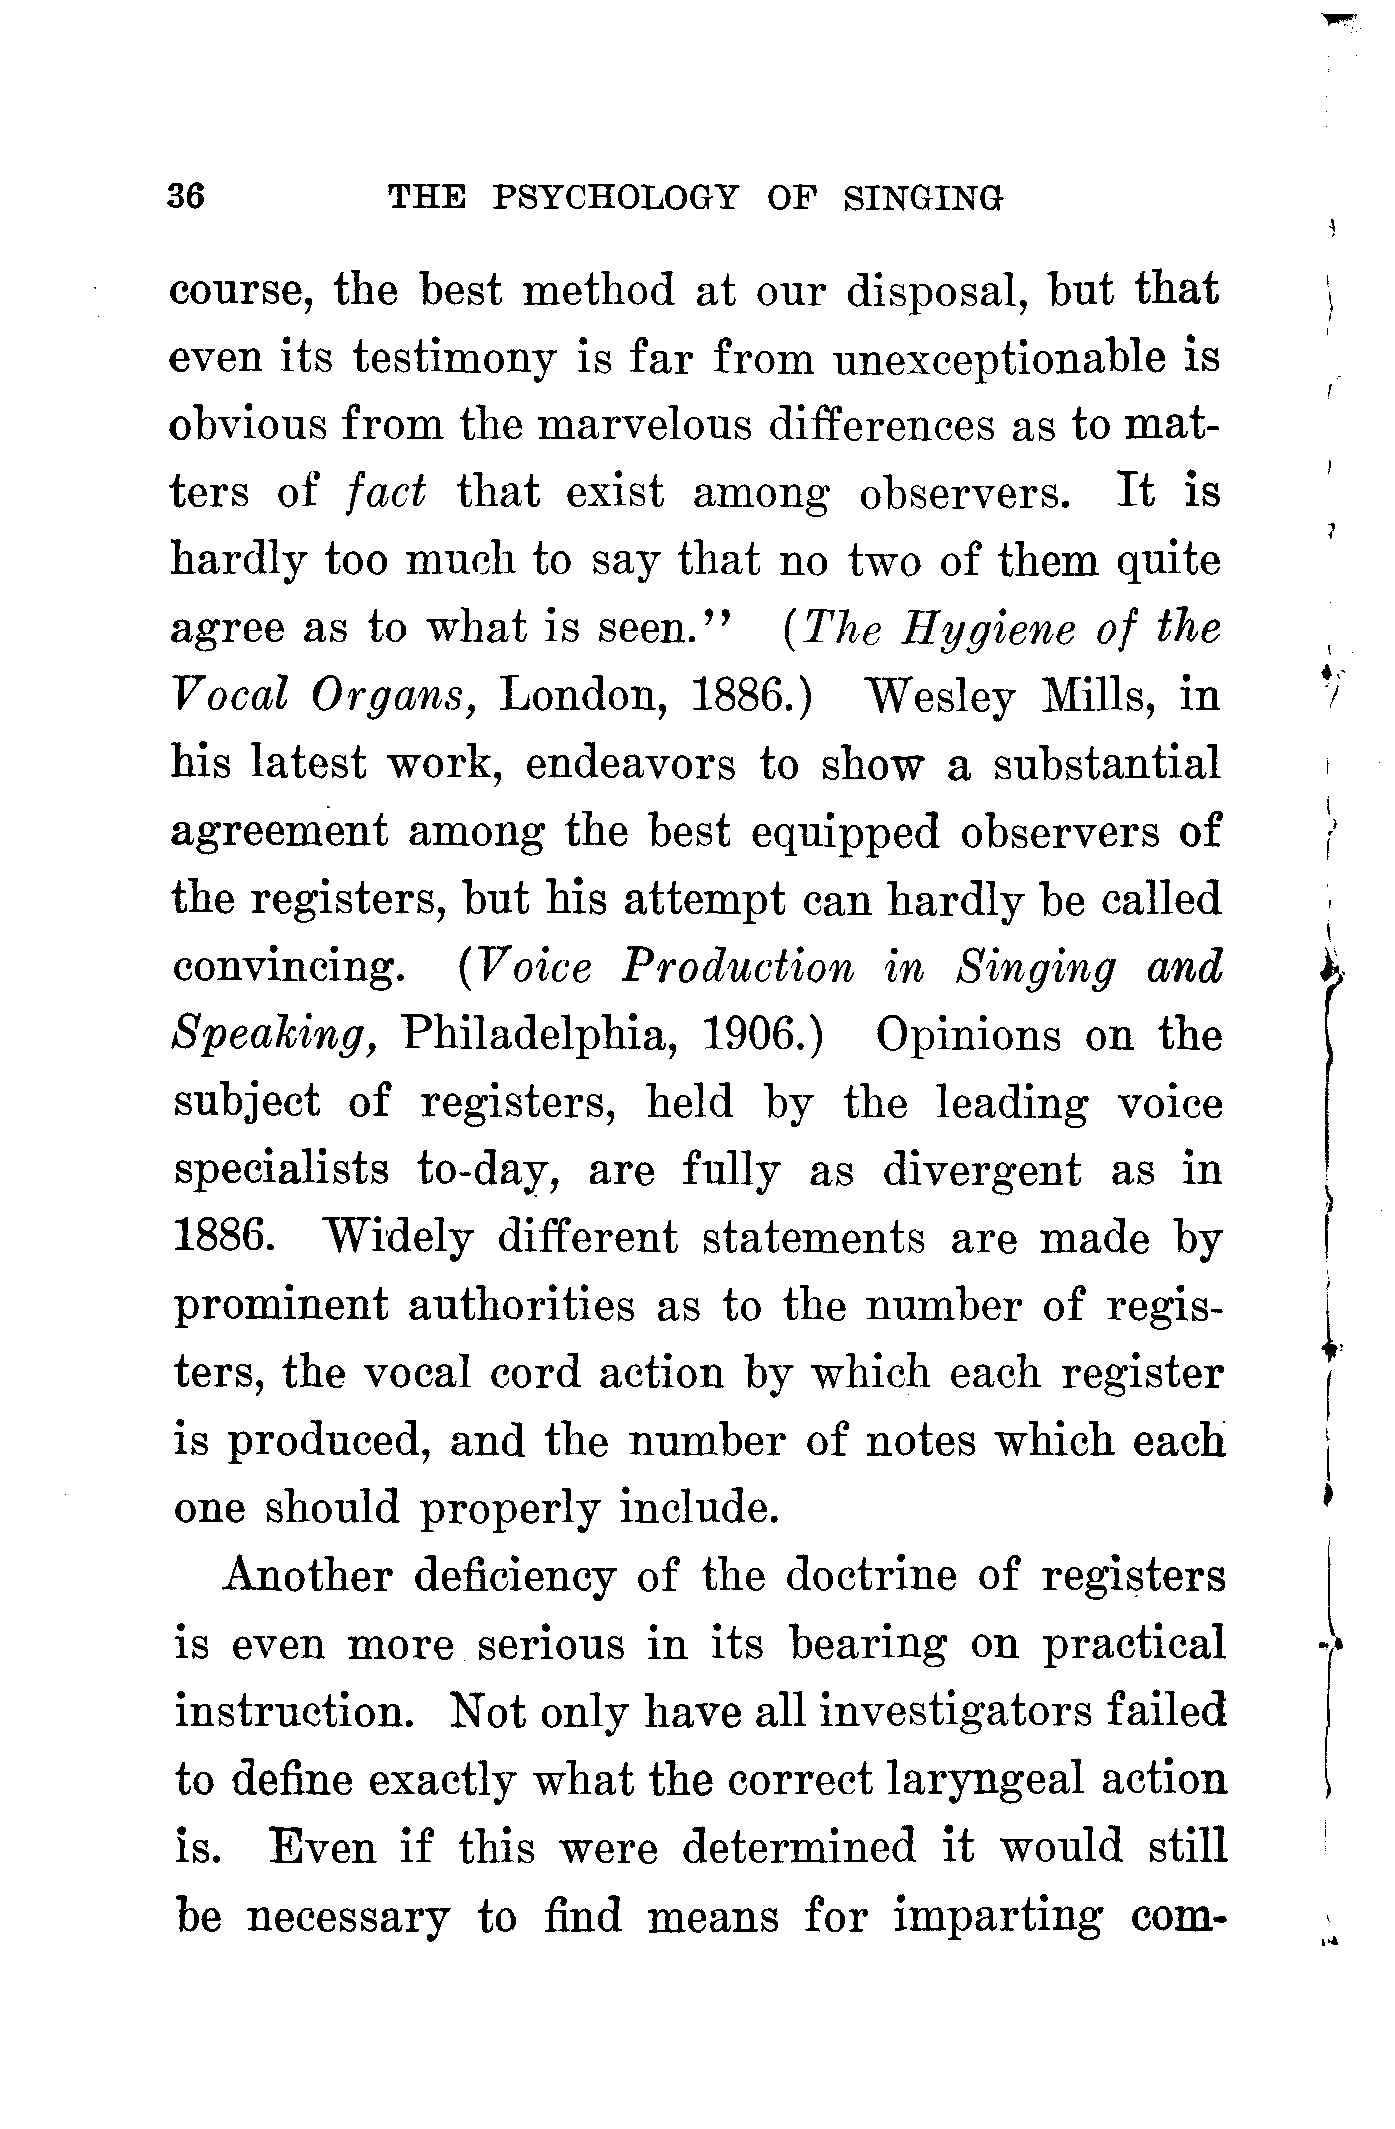 36 THE PSYCHOLOGY OF SINGING
course, the best method at our disposal, but that
even its testimony is far from unexceptionable is
obvious from the marvelous differences as to mat-
ters of fact that exist among observers. It is
hardly too much to say that no two of them quite
agree as to what is seen.” (The Hygiene of the
Vocal Organs, London, 1886.) Wesley Mills, in
his latest work, endeavors to show a substantial
agreement among the best equipped observers of
the registers, but his attempt can hardly be called
convincing. (Voice Production in Singing and
Speaking, Philadelphia, 1906.) Opinions on the
subject of registers, held by the leading voice
specialists to-day, are fully as divergent as in
1886. Widely different statements are made by
prominent authorities as to the number of regis-
ters, the vocal cord action by which each register
is produced, and the number of notes which each
one should properly include.
Another deficiency of the doctrine of registers
is even more serious in its bearing on practical
instruction. Not only have all investigators failed
to define exactly what the correct laryngeal action
is. Even if this were determined it would still
be necessary to find means for imparting com-